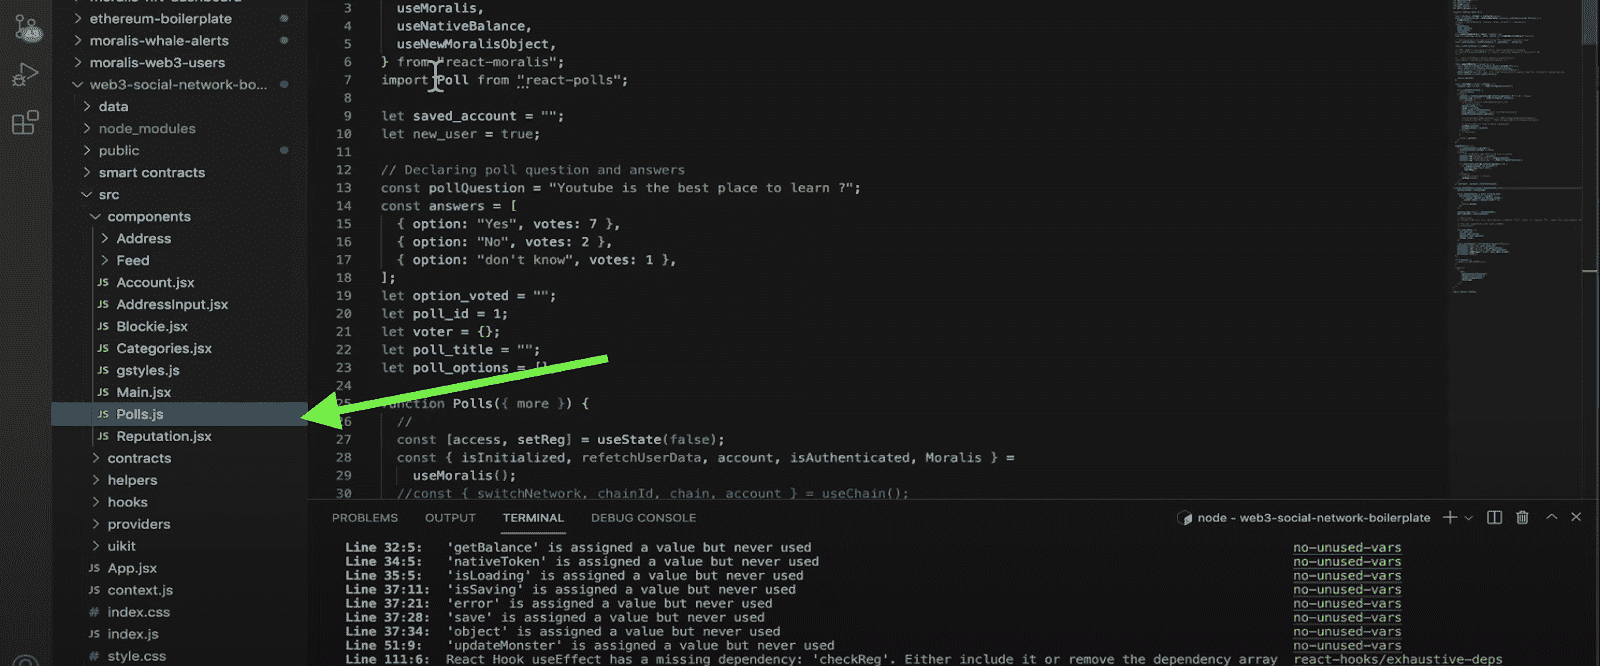 ethereum-boilerplate
moralis-whale-alerts
moralis-web3-users
web3-social-network-bo...
data
node_modules
public
smart contracts
src
components
Address
Feed
JS Account.jsx
JS AddressInput.jsx
JS Blockie.jsx
JS Categories.jsx
JS gstyles.js
JS Main.jsx
JS Polls.js
JS Reputation.jsx
contracts
helpers
hooks
providers
uikit
JS App.jsx
JS context.js
# index.css
JS index.js
# style.css
43
3 useMoralis,
4 useNativeBalance,
5 useNewMoralisObject,
6 } from "react-moralis";
7 import Poll from "react-polls";
8
9 let saved_account = "";
10 let new_user = true;
11
12 // Declaring poll question and answers
13 const pollQuestion = "Youtube is the best place to learn ?";
14 const answers = [
15 { option: "Yes", votes: 7 },
16 { option: "No", votes: 2 },
17 { option: "don't know", votes: 1 },
18 ];
19 let option_voted = "";
20 let poll_id = 1;
21 let voter = {};
22 let poll_title = "";
23 let poll_options = [
24
function Polls({ more }) {
//
27 const [access, setReg] = useState(false);
28 const { isInitialized, refetchUserData, account, isAuthenticated, Moralis } =
29 useMoralis();
30 //const { switchNetwork, chainId, chain, account } = useChain();
PROBLEMS OUTPUT TERMINAL DEBUG CONSOLE node - web3-social-network-boilerplate
Line 32:5: 'getBalance' is assigned a value but never used no-unused-vars
Line 34:5: 'nativeToken' is assigned a value but never used no-unused-vars
Line 35:5: 'isLoading' is assigned a value but never used no-unused-vars
Line 37:11: 'isSaving' is assigned a value but never used no-unused-vars
Line 37:21: 'error' is assigned a value but never used no-unused-vars
Line 37:28: 'save' is assigned a value but never used no-unused-vars
Line 37:34: 'object' is assigned a value but never used no-unused-vars
Line 51:9: 'updateMonster' is assigned a value but never used no-unused-vars
Line 111:6: React Hook useEffect has a missing dependency: 'checkReg'. Either include it or remove the dependency array react-hooks/exhaustive-deps